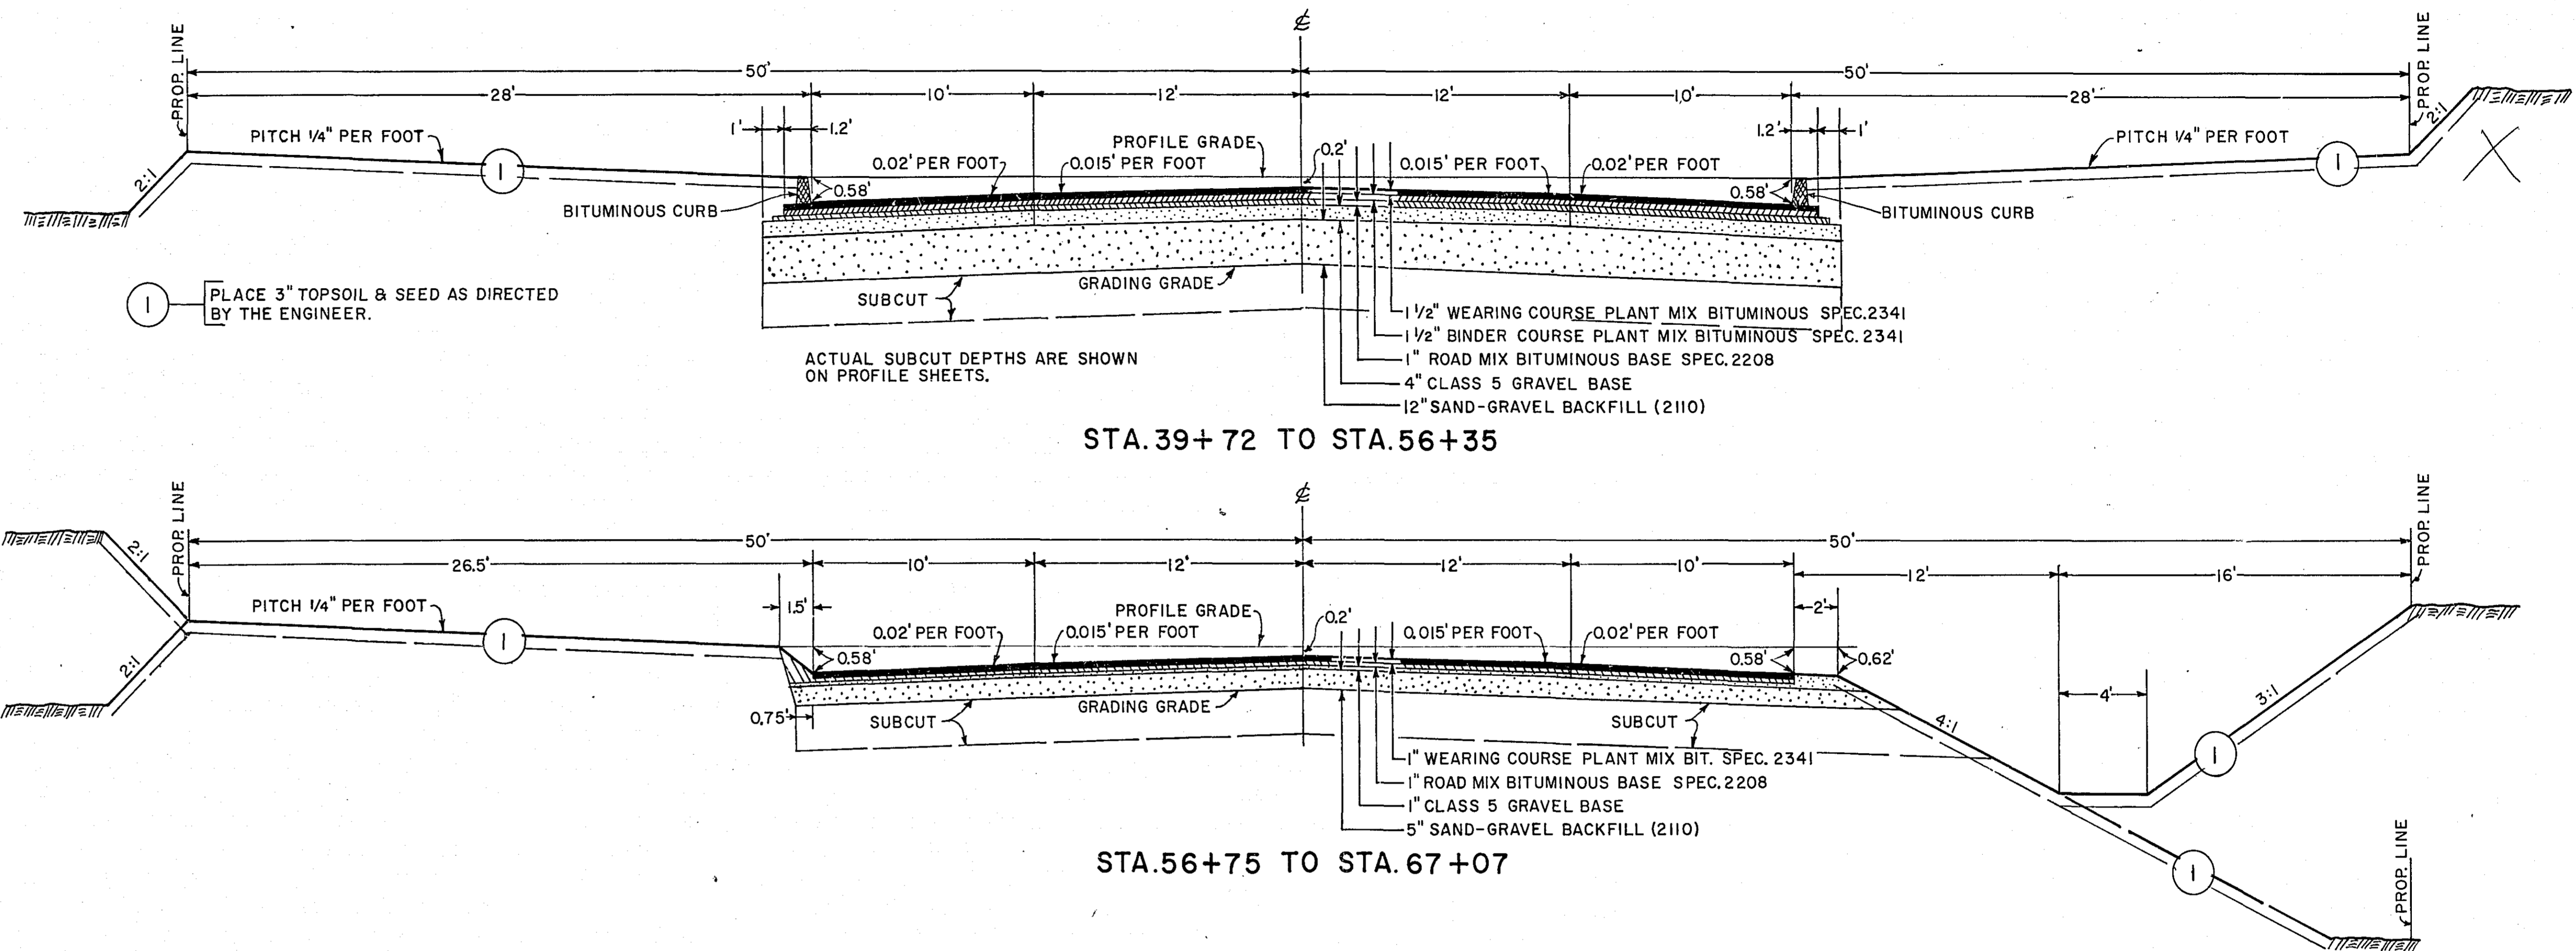 ℄
PROP. LINE
PROP. LINE
50' 50'
28' 10' 12' 12' 10' 28'
1' 1.2' 1.2' 1'
2:1
PITCH 1/4" PER FOOT
1
PROFILE GRADE
0.2'
0.02' PER FOOT 0.015' PER FOOT 0.015' PER FOOT 0.02' PER FOOT
PITCH 1/4" PER FOOT
1
2:1
0.58' 0.58'
BITUMINOUS CURB BITUMINOUS CURB
SUBCUT
GRADING GRADE
1
PLACE 3" TOPSOIL & SEED AS DIRECTED
BY THE ENGINEER.
ACTUAL SUBCUT DEPTHS ARE SHOWN
ON PROFILE SHEETS.
1 1/2" WEARING COURSE PLANT MIX BITUMINOUS SPEC.2341
1 1/2" BINDER COURSE PLANT MIX BITUMINOUS SPEC.2341
1" ROAD MIX BITUMINOUS BASE SPEC.2208
4" CLASS 5 GRAVEL BASE
12" SAND-GRAVEL BACKFILL (2110)
STA.39+72 TO STA.56+35
℄
PROP. LINE
PROP. LINE
50' 50'
26.5' 10' 12' 12' 10' 12' 16'
2:1
2:1
PITCH 1/4" PER FOOT
1
1.5'
PROFILE GRADE
0.2'
2'
0.02' PER FOOT 0.015' PER FOOT 0.015' PER FOOT 0.02' PER FOOT
0.58' 0.58' 0.62'
0.75'
SUBCUT
GRADING GRADE
SUBCUT
4:1
4'
3:1
1
1" WEARING COURSE PLANT MIX BIT. SPEC. 2341
1" ROAD MIX BITUMINOUS BASE SPEC.2208
1" CLASS 5 GRAVEL BASE
5" SAND-GRAVEL BACKFILL (2110)
STA.56+75 TO STA.67+07
1
PROP. LINE